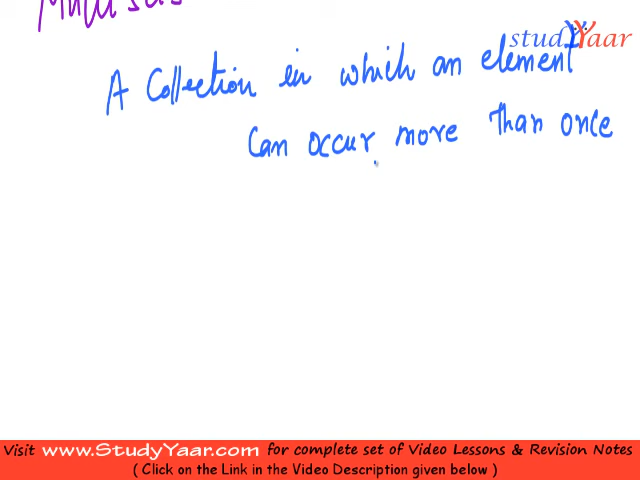 studYYaar
A Collection in which an element
Can occur more than once
Visit www.StudyYaar.com for complete set of Video Lessons & Revision Notes
( Click on the Link in the Video Description given below )